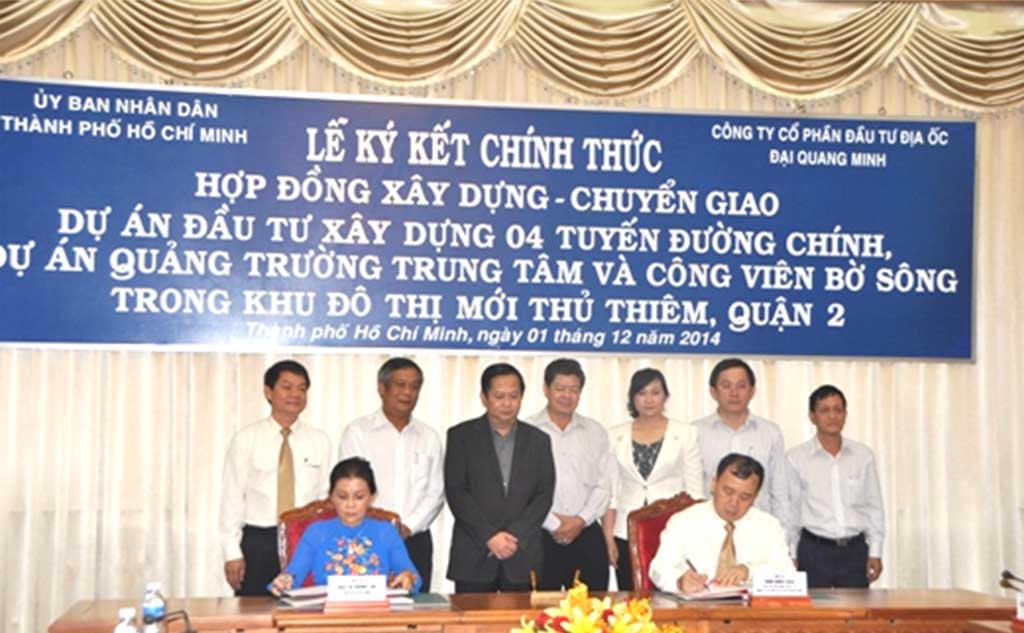 ỦY BAN NHÂN DÂN
THÀNH PHỐ HỒ CHÍ MINH
CÔNG TY CỔ PHẦN ĐẦU TƯ ĐỊA ỐC
ĐẠI QUANG MINH
LỄ KÝ KẾT CHÍNH THỨC
HỢP ĐỒNG XÂY DỰNG - CHUYỂN GIAO
DỰ ÁN ĐẦU TƯ XÂY DỰNG 04 TUYẾN ĐƯỜNG CHÍNH,
DỰ ÁN QUẢNG TRƯỜNG TRUNG TÂM VÀ CÔNG VIÊN BỜ SÔNG
TRONG KHU ĐÔ THỊ MỚI THỦ THIÊM, QUẬN 2
Thành phố Hồ Chí Minh, ngày 01 tháng 12 năm 2014